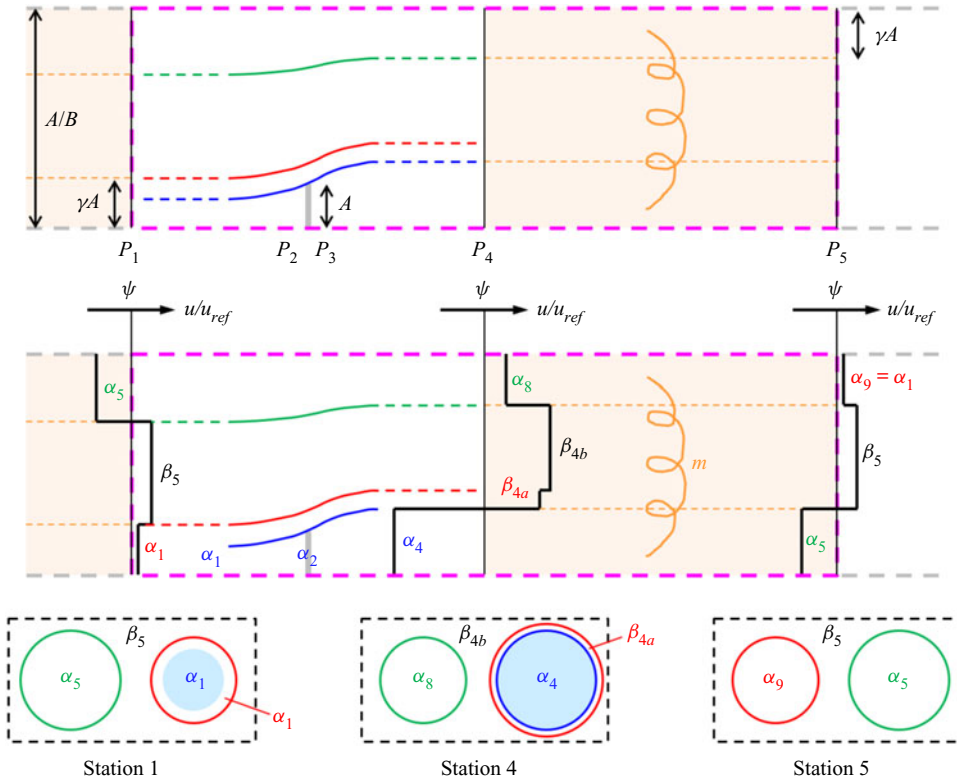 γA
A/B
γA
A
P1 P2 P3 P4 P5
ψ u/uref ψ u/uref ψ u/uref
α5 α8 α9 = α1
β5 β4b β5
β4a m
α1 α1 α2 α4 α5
β5 β4b β4a β5
α5 α1 α8 α4 α9 α5
α1
Station 1 Station 4 Station 5